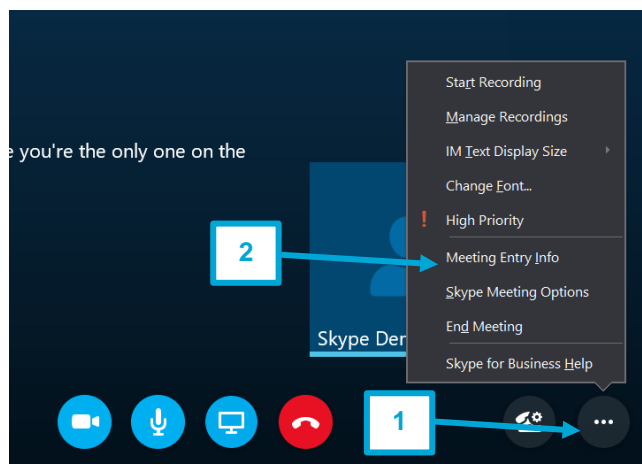 Start Recording
Manage Recordings
IM Text Display Size
you're the only one on the
Change Font...
! High Priority
2
Meeting Entry Info
Skype Meeting Options
End Meeting
Skype Der
Skype for Business Help
1